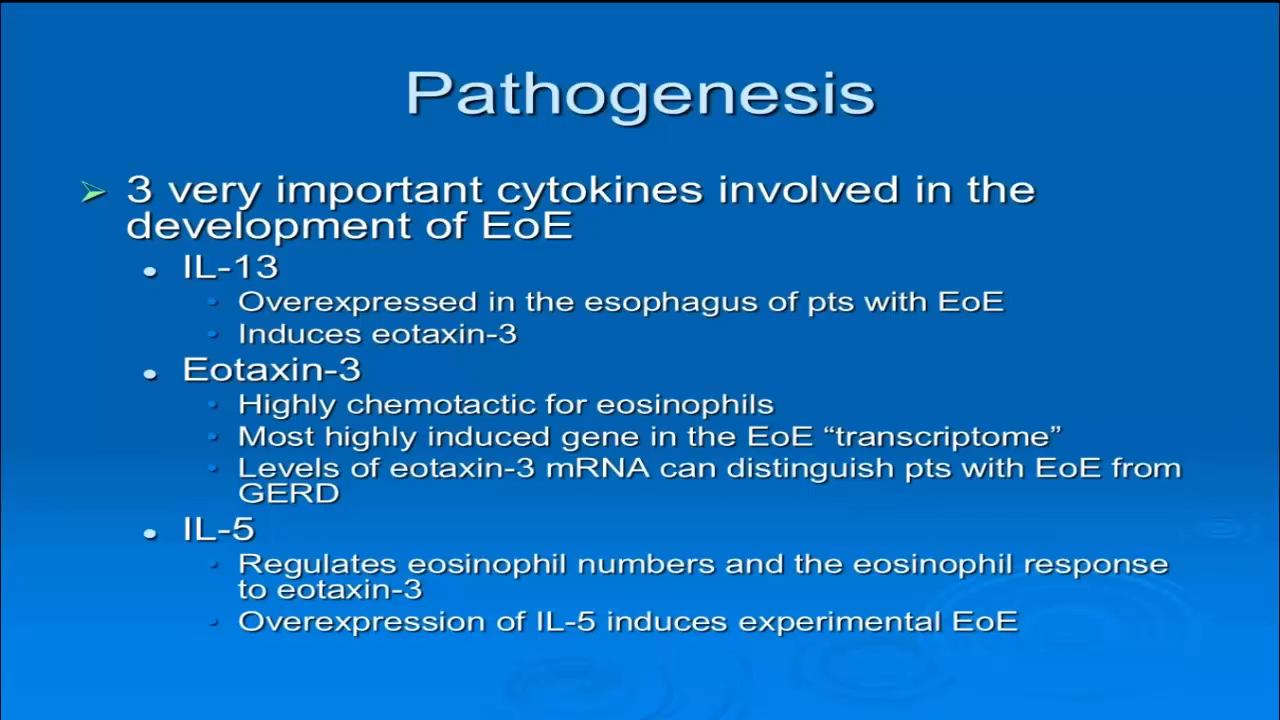 Pathogenesis
3 very important cytokines involved in the
development of EoE
IL-13
Overexpressed in the esophagus of pts with EoE
Induces eotaxin-3
Eotaxin-3
Highly chemotactic for eosinophils
Most highly induced gene in the EoE “transcriptome”
Levels of eotaxin-3 mRNA can distinguish pts with EoE from
GERD
IL-5
Regulates eosinophil numbers and the eosinophil response
to eotaxin-3
Overexpression of IL-5 induces experimental EoE